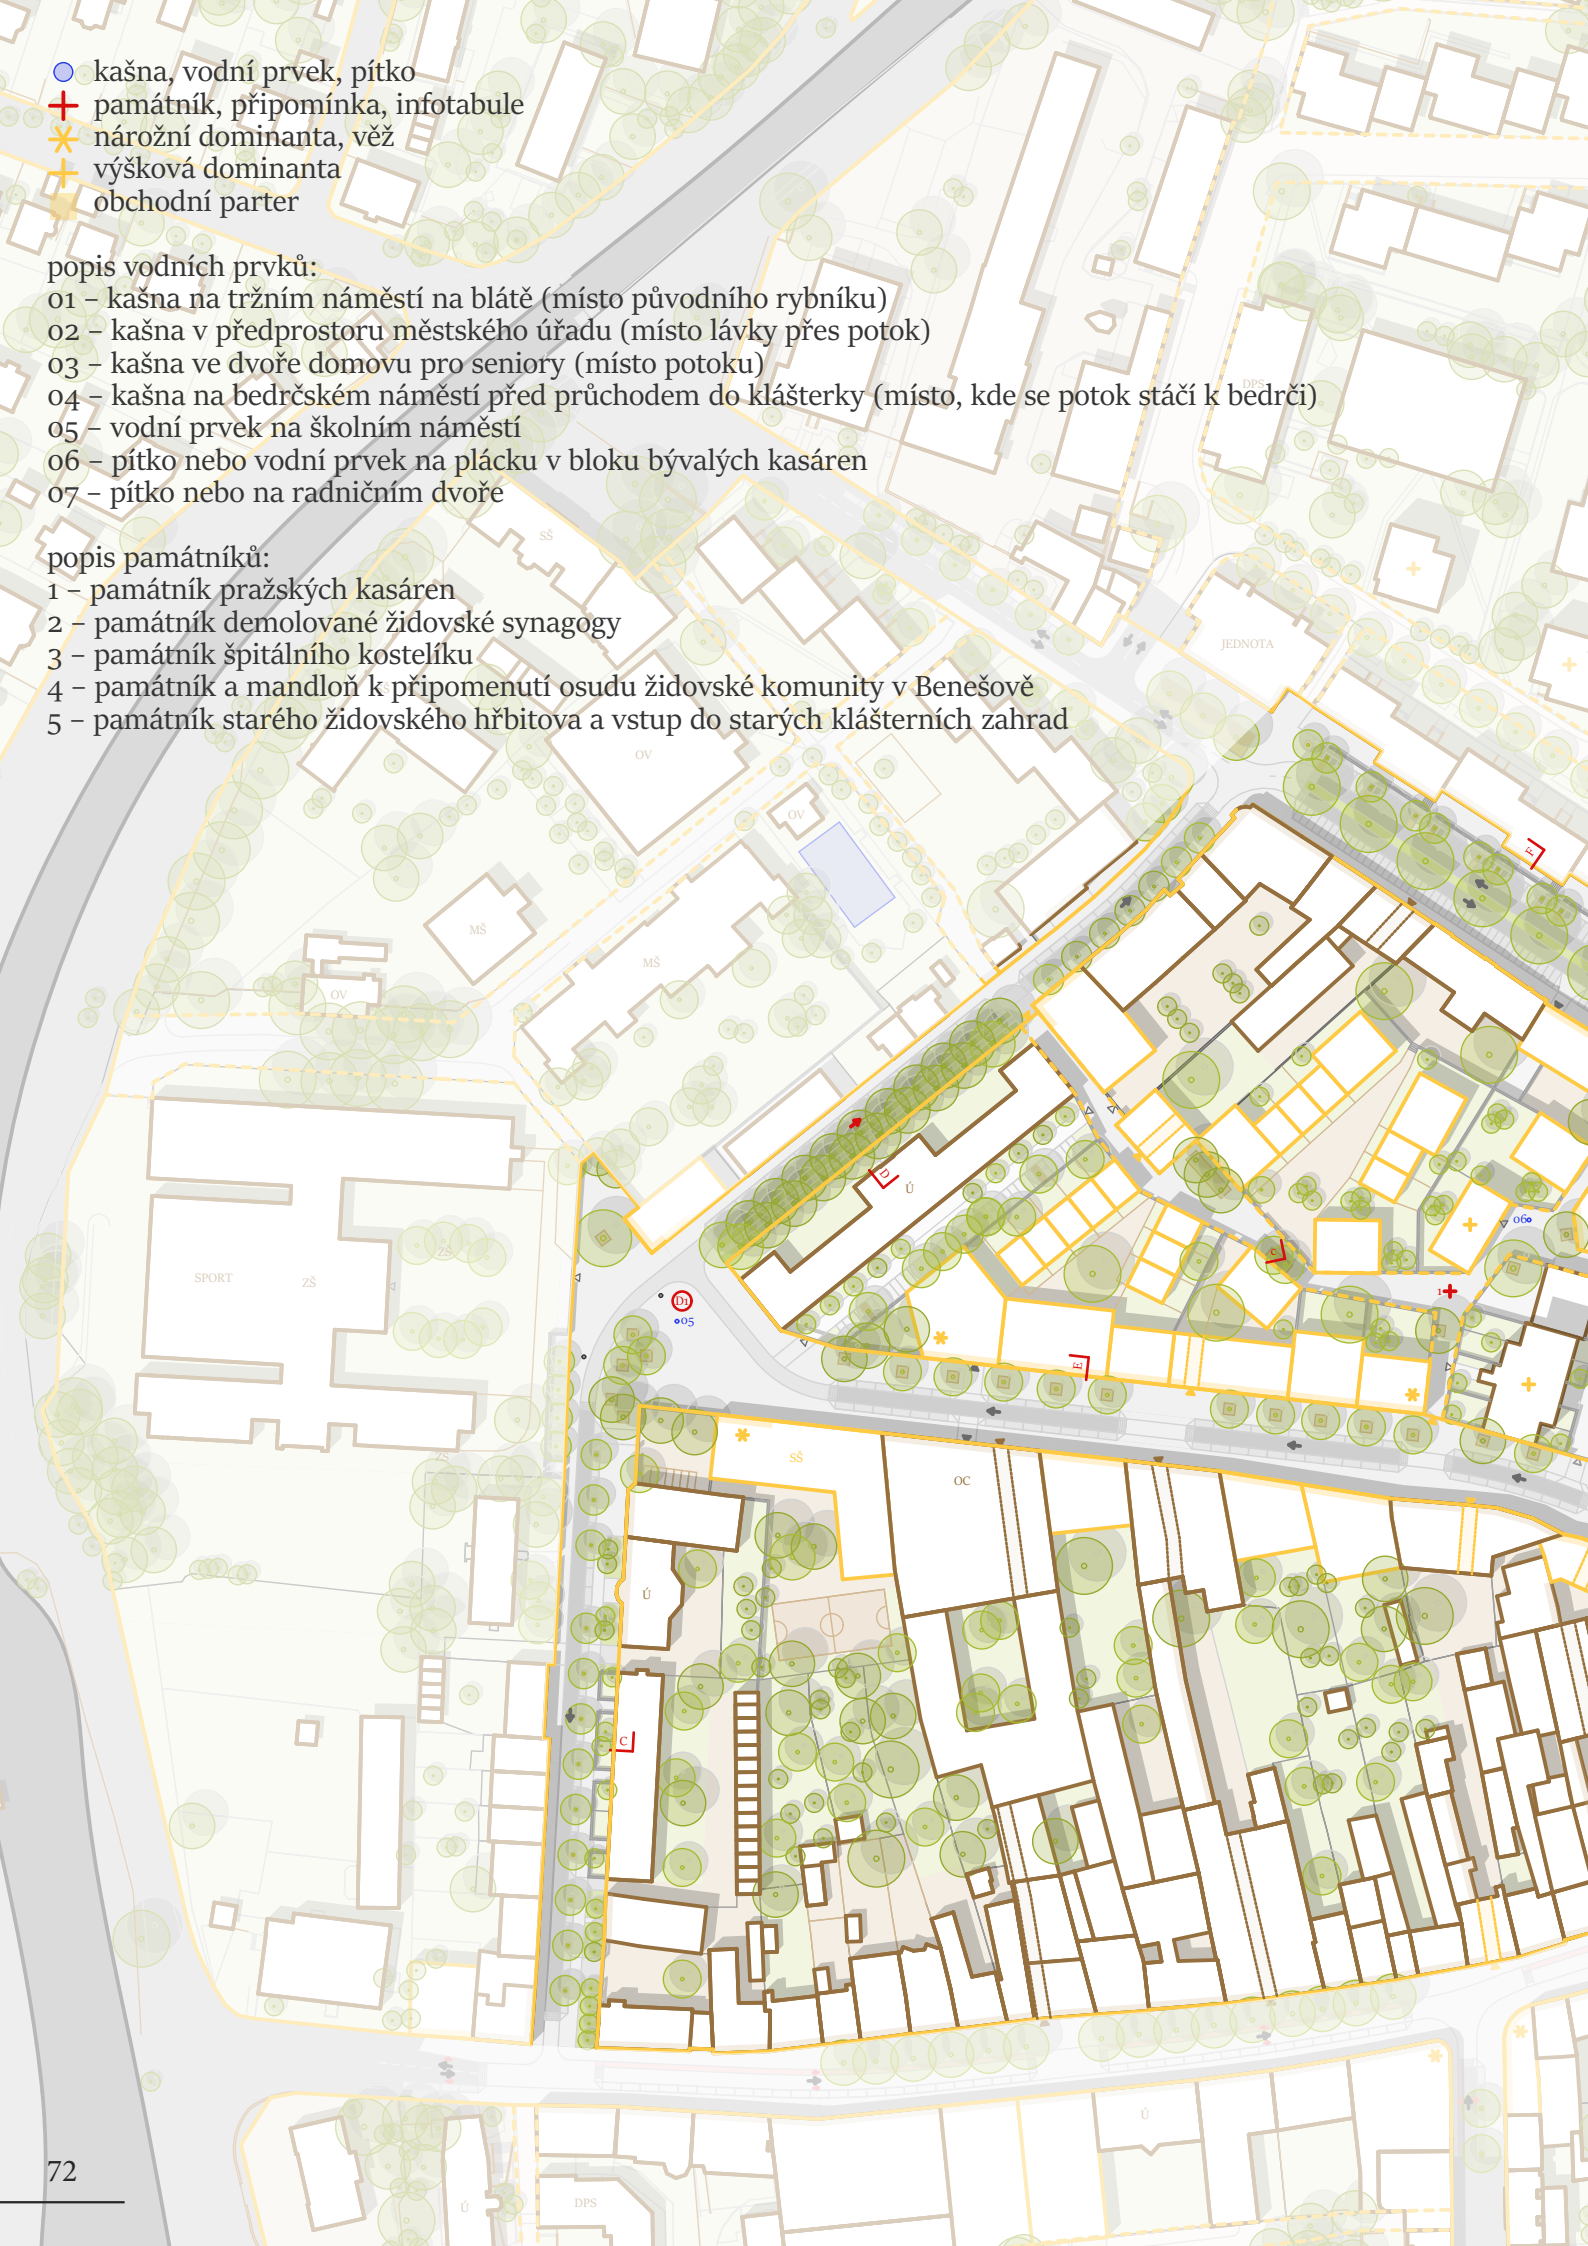 kašna, vodní prvek, pítko
památník, připomínka, infotabule
nárožní dominanta, věž
výšková dominanta
obchodní parter
popis vodních prvků:
01 – kašna na tržním náměstí na blátě (místo původního rybníku)
02 – kašna v předprostoru městského úřadu (místo lávky přes potok)
03 – kašna ve dvoře domovu pro seniory (místo potoku)
04 – kašna na bedrčském náměstí před průchodem do klášterky (místo, kde se potok stáčí k bedrči)
05 – vodní prvek na školním náměstí
06 – pítko nebo vodní prvek na plácku v bloku bývalých kasáren
07 – pítko nebo na radničním dvoře
popis památníků:
1 – památník pražských kasáren
2 – památník demolované židovské synagogy
3 – památník špitálního kostelíku
4 – památník a mandloň k připomenutí osudu židovské komunity v Benešově
5 – památník starého židovského hřbitova a vstup do starých klášterních zahrad
DPS
SŠ
JEDNOTA
SŠ
OV
OV
F
MŠ
MŠ
OV
D
Ú
06
ZŠ
C
SPORT
ZŠ
1
D1
05
E
ZŠ
SŠ
OC
Ú
C
Ú
DPS
Ú
72